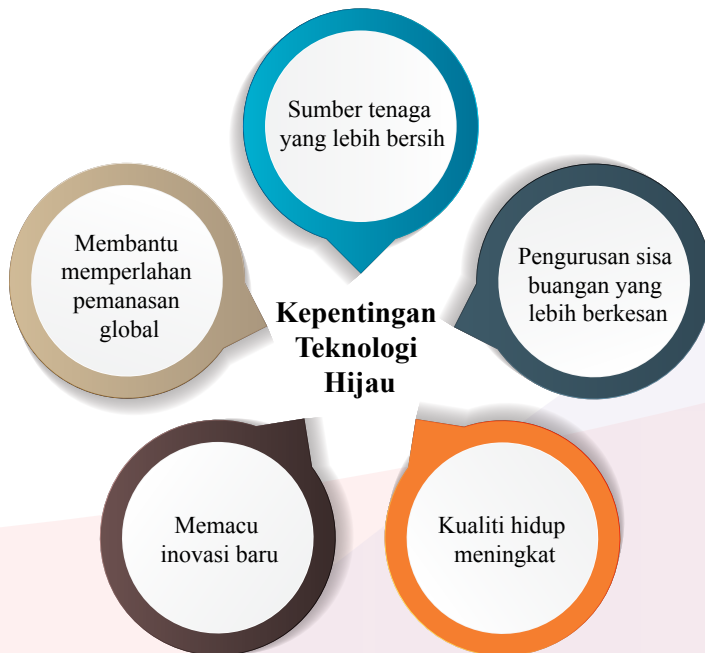 Sumber tenaga
yang lebih bersih
Membantu
memperlahan
pemanasan
global
Pengurusan sisa
buangan yang
lebih berkesan
Kepentingan
Teknologi
Hijau
Memacu
inovasi baru
Kualiti hidup
meningkat